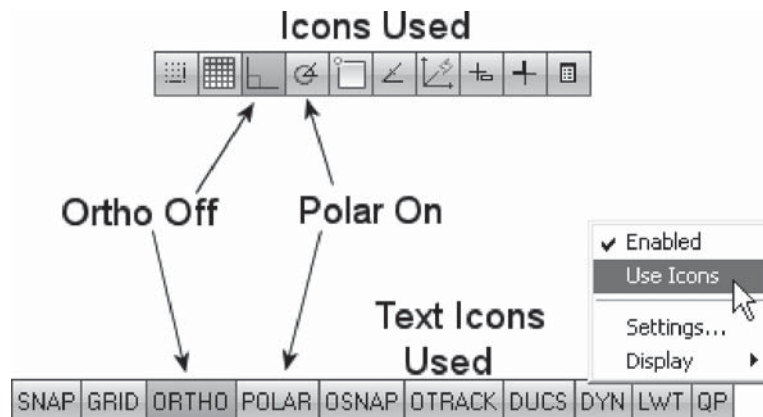 Icons Used
Ortho Off
Polar On
Enabled
Use Icons
Settings...
Display
Text Icons
Used
SNAP GRID ORTHO POLAR OSNAP OTRACK DUCS DYN LWT QP